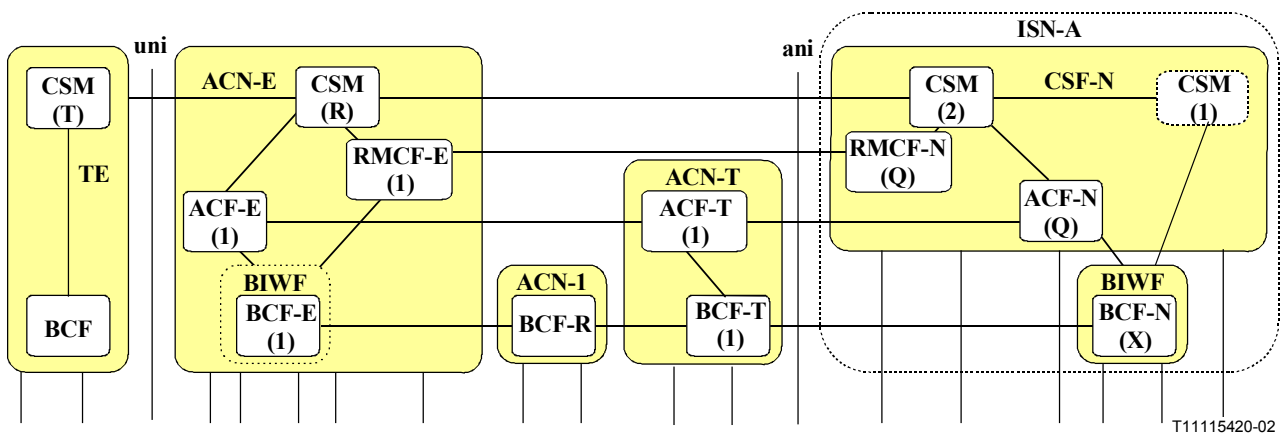 uni
ani
ISN-A
CSM
(T)
TE
BCF
ACN-E
CSM
(R)
RMCF-E
(1)
ACF-E
(1)
BIWF
BCF-E
(1)
ACN-1
BCF-R
ACN-T
ACF-T
(1)
BCF-T
(1)
CSM
(2)
CSF-N
CSM
(1)
RMCF-N
(Q)
ACF-N
(Q)
BIWF
BCF-N
(X)
T11115420-02